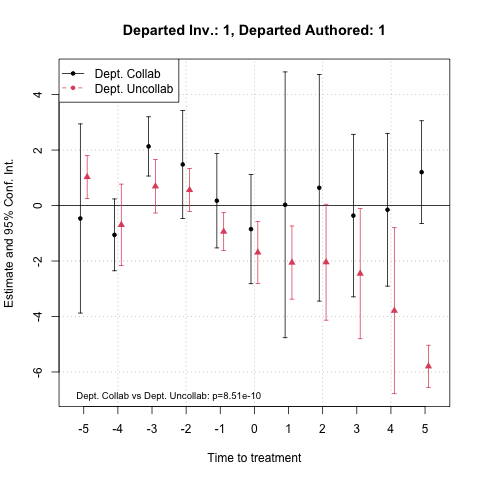 Departed Inv.: 1, Departed Authored: 1
Dept. Collab
Dept. Uncollab
Estimate and 95% Conf. Int.
4
2
0
-2
-4
-6
Dept. Collab vs Dept. Uncollab: p=8.51e-10
-5 -4 -3 -2 -1 0 1 2 3 4 5
Time to treatment